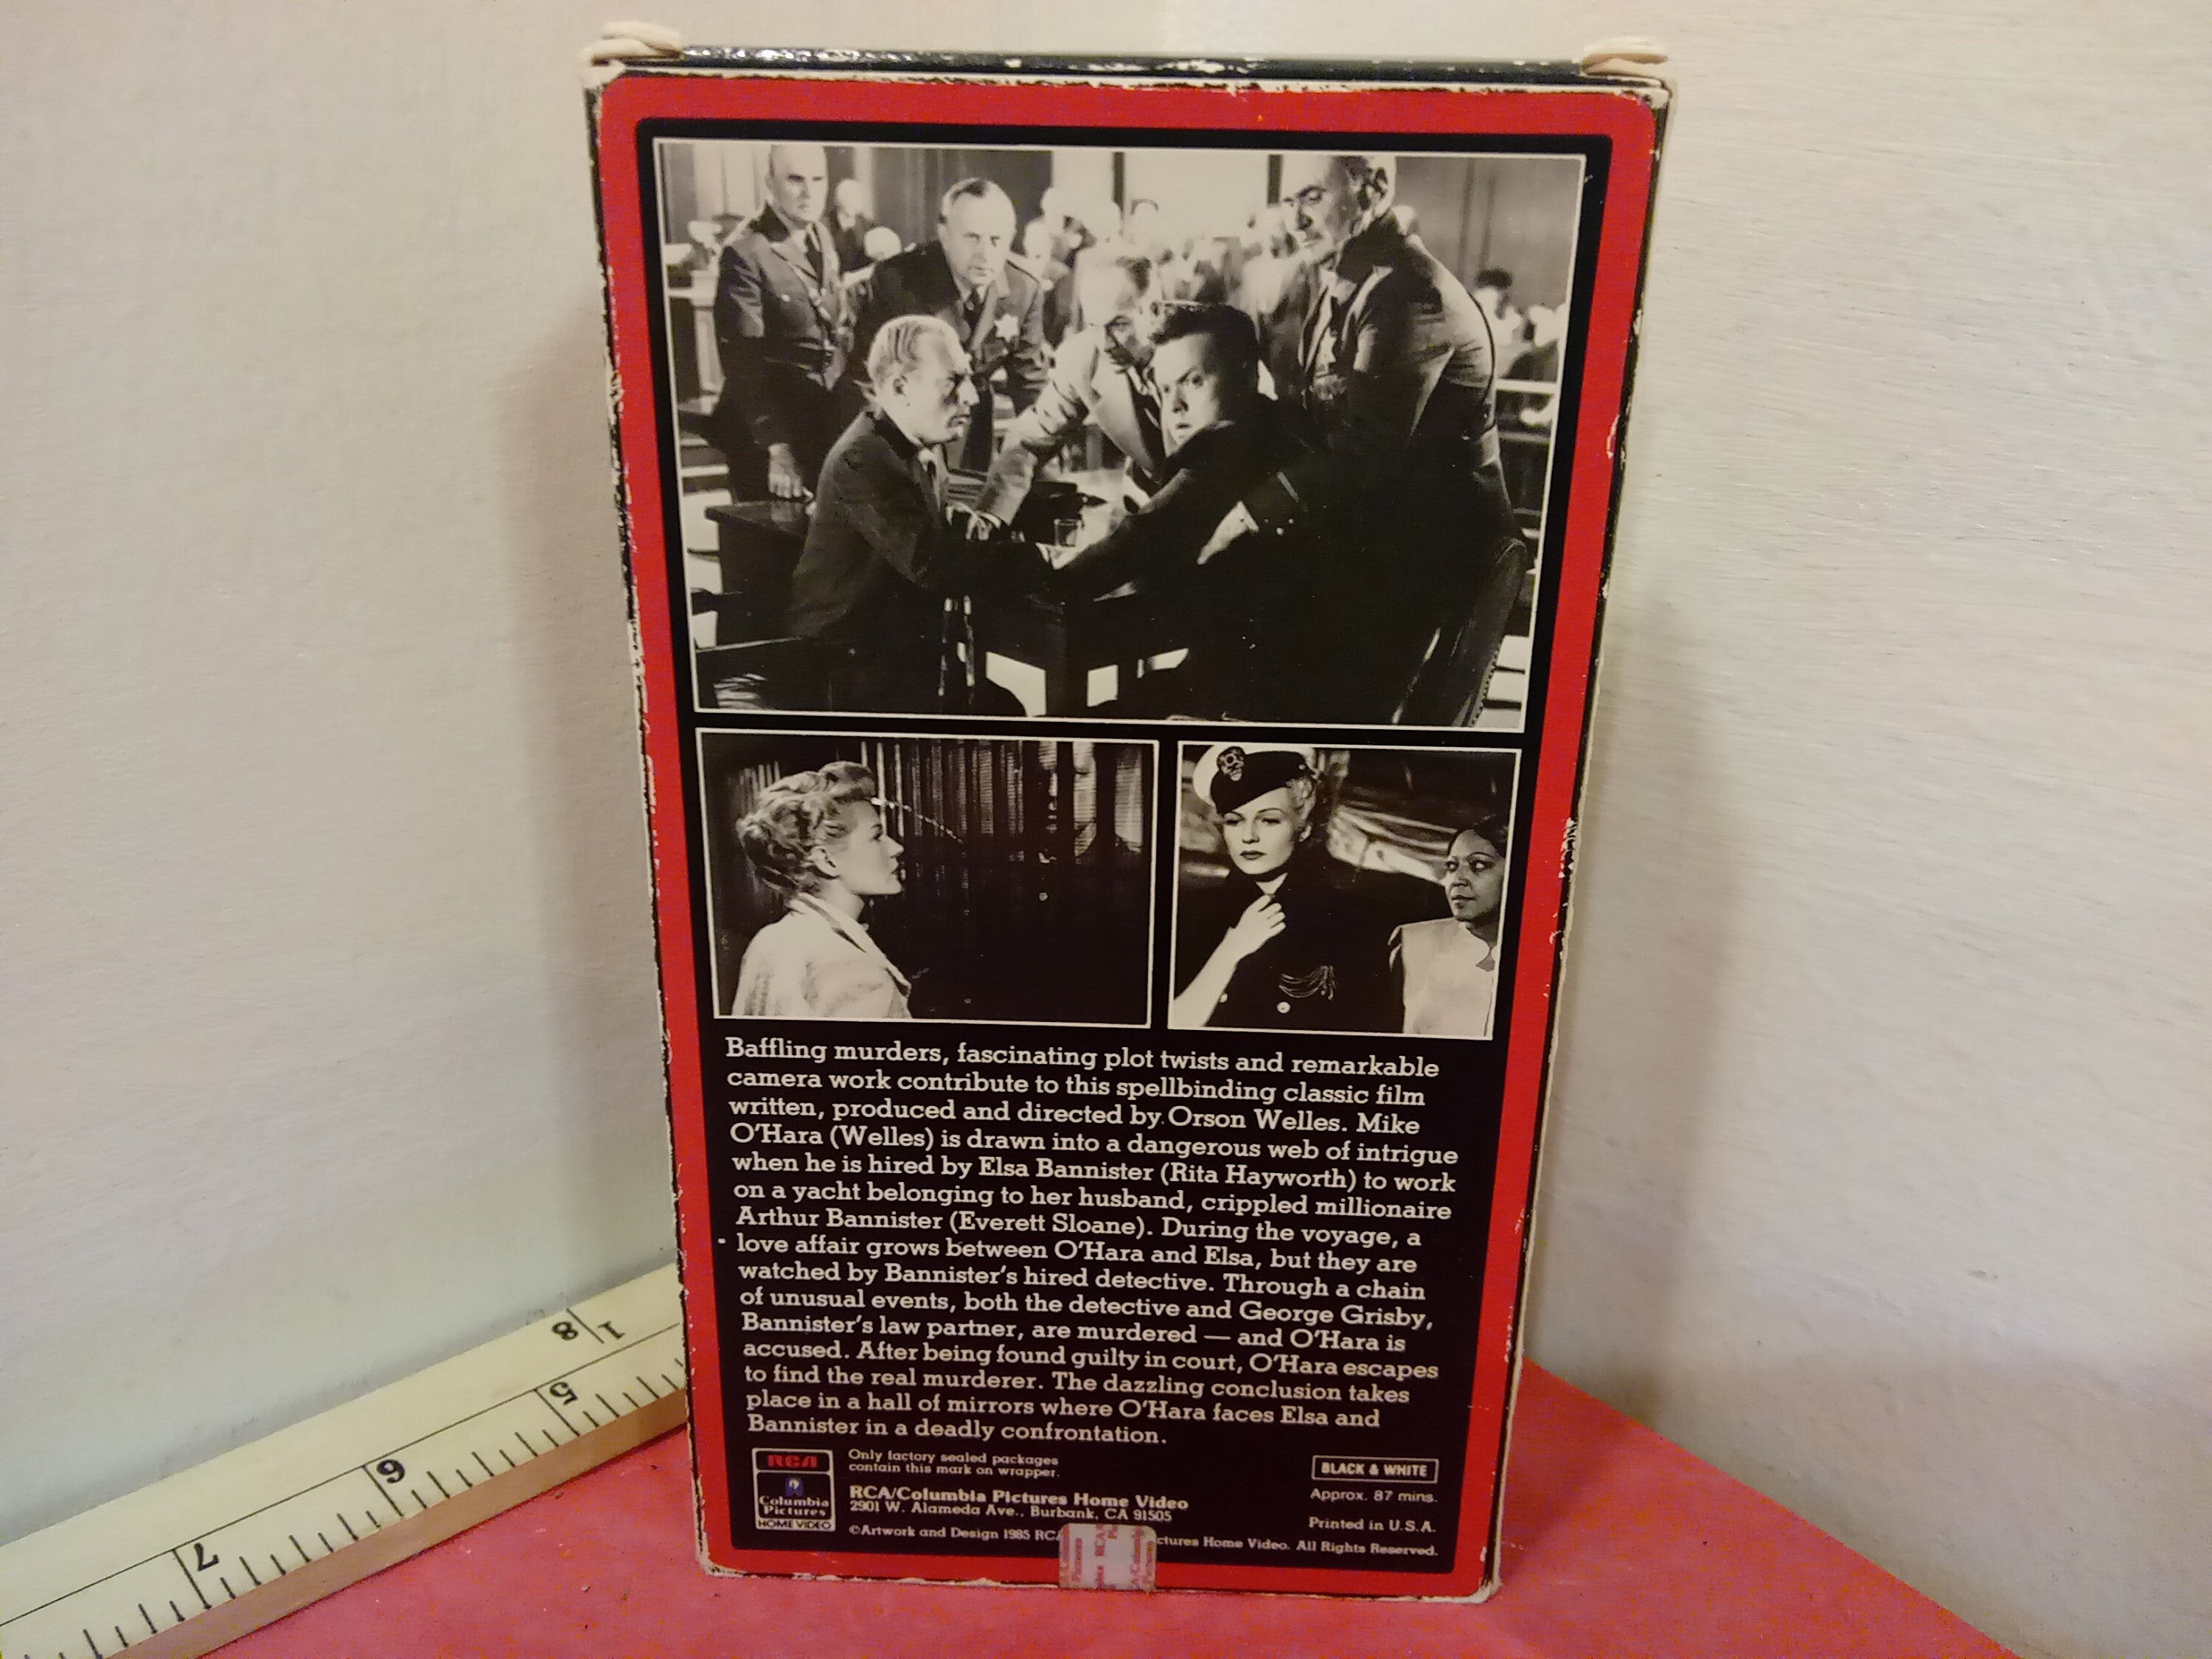 Baffling murders, fascinating plot twists and remarkable
camera work contribute to this spellbinding classic film
written, produced and directed by Orson Welles. Mike
O'Hara (Welles) is drawn into a dangerous web of intrigue
when he is hired by Elsa Bannister (Rita Hayworth) to work
on a yacht belonging to her husband, crippled millionaire
Arthur Bannister (Everett Sloane). During the voyage, a
love affair grows between O'Hara and Elsa, but they are
watched by Bannister's hired detective. Through a chain
of unusual events, both the detective and George Grisby,
Bannister's law partner, are murdered — and O'Hara is
accused. After being found guilty in court, O'Hara escapes
to find the real murderer. The dazzling conclusion takes
place in a hall of mirrors where O'Hara faces Elsa and
Bannister in a deadly confrontation.
RCA
Columbia
Pictures
HOME VIDEO
Only factory sealed packages
contain this mark on wrapper.
RCA/Columbia Pictures Home Video
2901 W. Alameda Ave., Burbank, CA 91505
©Artwork and Design 1985 RCA ctures Home Video. All Rights Reserved.
BLACK & WHITE
Approx. 87 mins.
Printed in U.S.A.
8 1
5
6
7